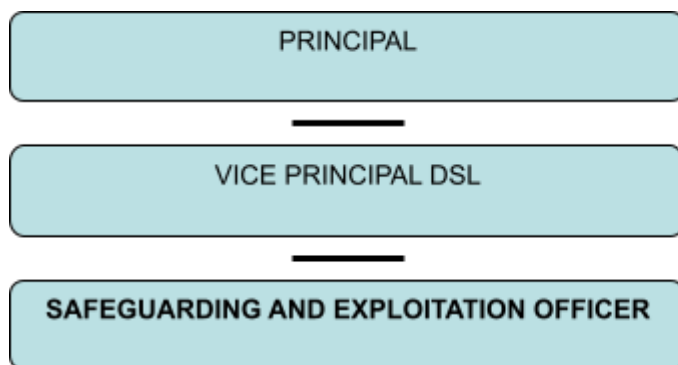 PRINCIPAL
VICE PRINCIPAL DSL
SAFEGUARDING AND EXPLOITATION OFFICER